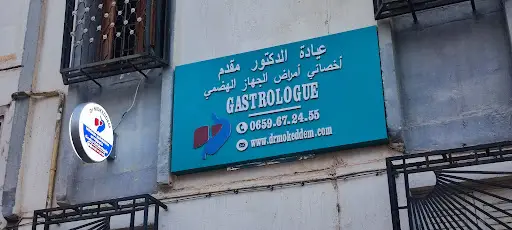 عيادة الدكتور مقدم
أخصائي أمراض الجهاز الهضمي
GASTROLOGUE
0659.67.24.55
www.drmokeddem.com